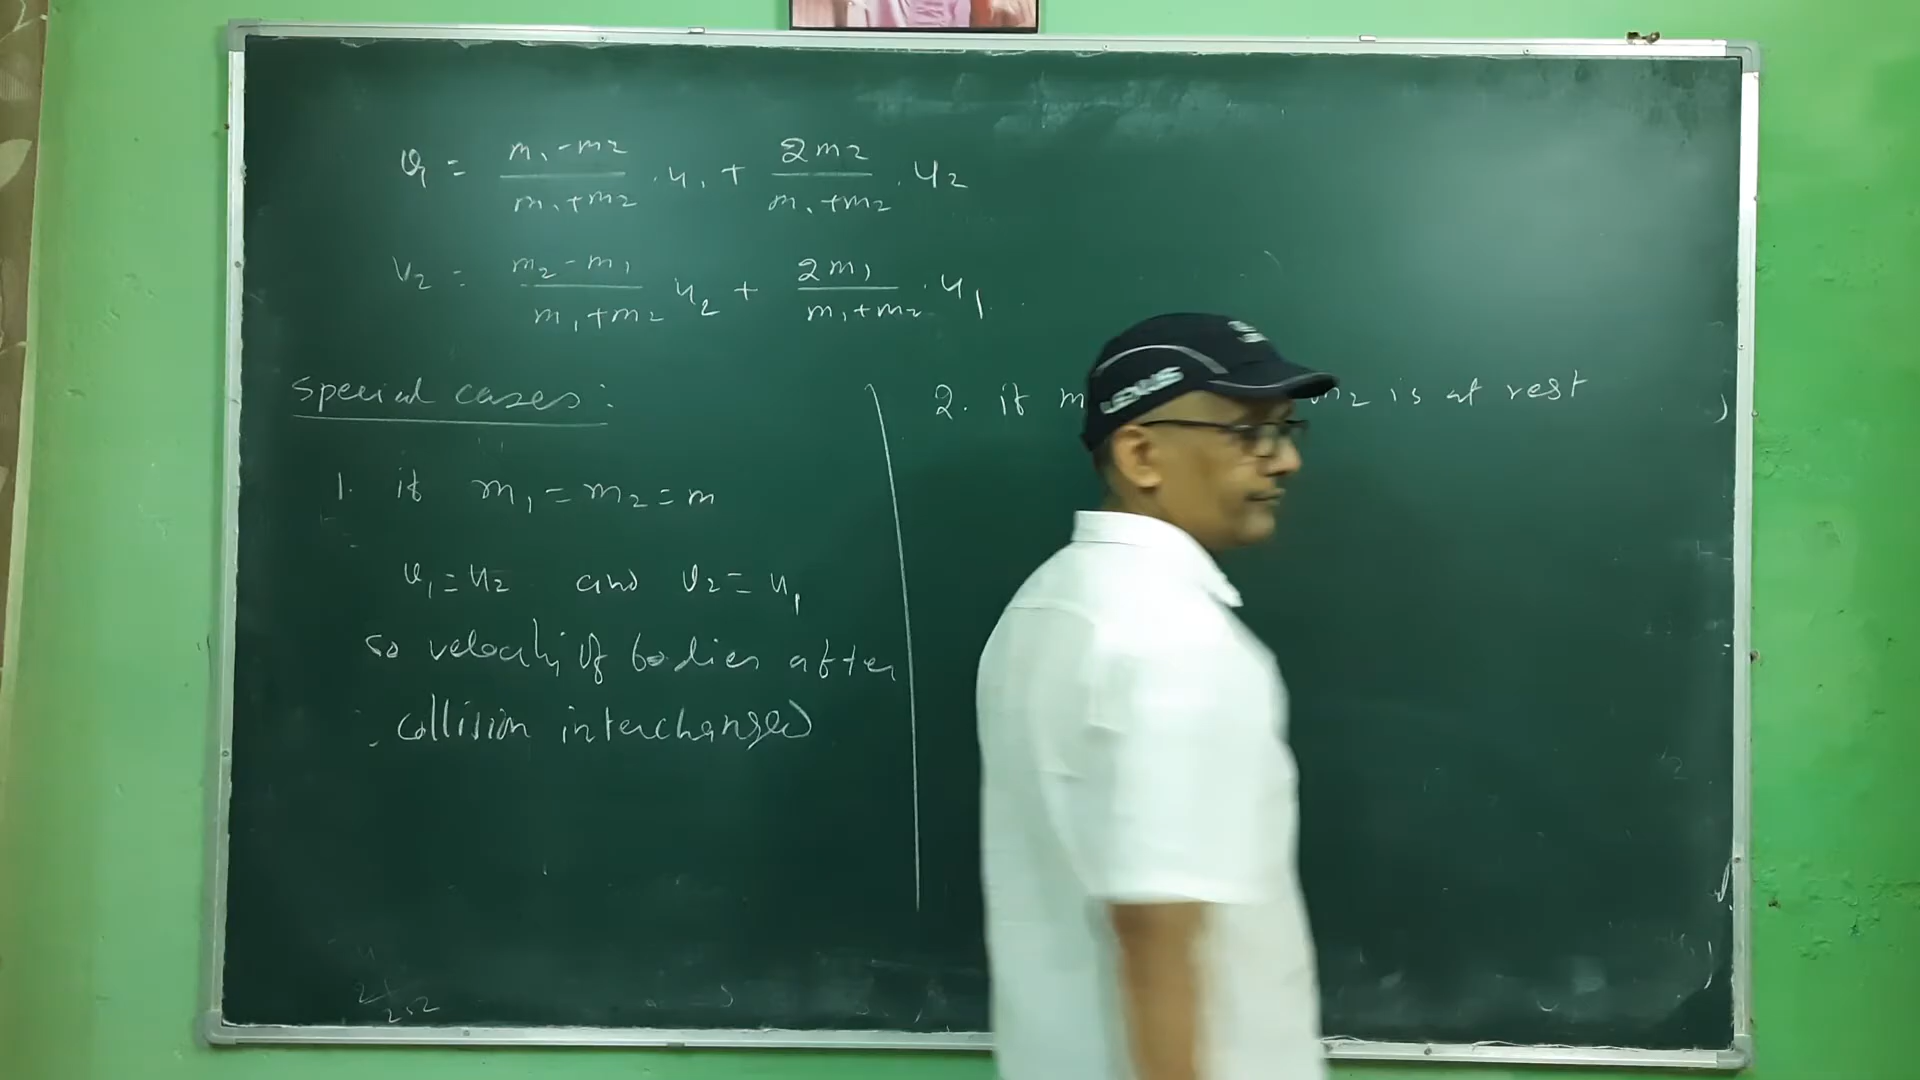 v₁ = (m₁-m₂)/(m₁+m₂) . u₁ + 2m₂/(m₁+m₂) . u₂
v₂ = (m₂-m₁)/(m₁+m₂) u₂ + 2m₁/(m₁+m₂) . u₁
special cases:
1. if m₁ = m₂ = m
v₁ = u₂ and v₂ = u₁
so velocity of bodies after
collision interchanged
2. if m
m₂ is at rest
LEXUS